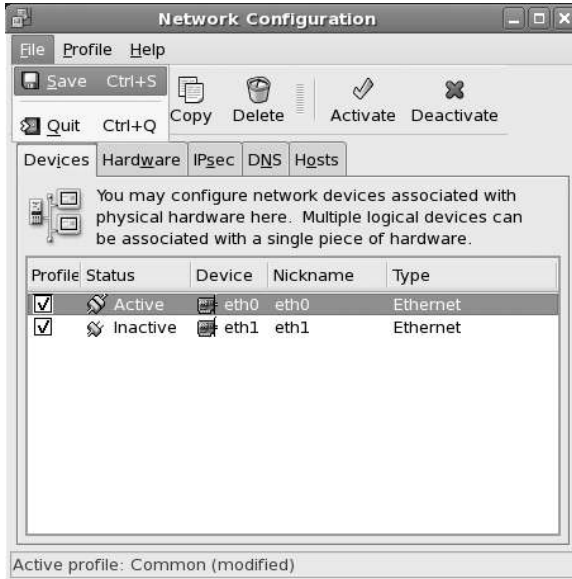 Network Configuration
File Profile Help
Save Ctrl+S
Quit Ctrl+Q
Copy Delete Activate Deactivate
Devices Hardware IPsec DNS Hosts
You may configure network devices associated with
physical hardware here. Multiple logical devices can
be associated with a single piece of hardware.
Profile Status Device Nickname Type
Active eth0 eth0 Ethernet
Inactive eth1 eth1 Ethernet
Active profile: Common (modified)